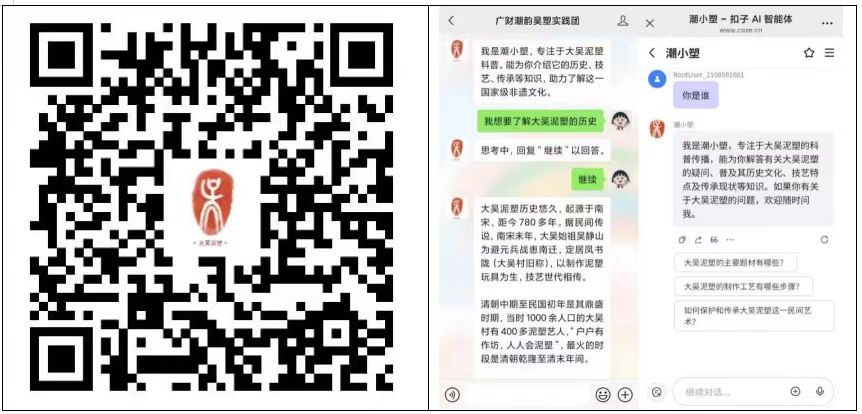 ·大吴泥塑·
广财潮韵吴塑实践团
我是潮小塑，专注于大吴泥塑
科普。能为你介绍它的历史、技
艺、传承等知识，助力了解这一
国家级非遗文化。
我想要了解大吴泥塑的历史
思考中，回复“继续”以回答。
继续
大吴泥塑历史悠久，起源于南
宋，距今 780 多年。据民间传
说，南宋末年，大吴始祖吴静山
为避元兵战患南迁，定居凤书
陇（大吴村旧称），以制作泥塑
玩具为生，技艺世代相传。
清朝中期至民国初年是其鼎盛
时期，当时 1000 余人口的大吴
村有 400 多泥塑艺人，“户户有
作坊，人人会泥塑”，最火的时
段是清朝乾隆至清末年间。
潮小塑 – 扣子 AI 智能体
www.coze.cn
潮小塑
RootUser_2108581681
你是谁
潮小塑
我是潮小塑，专注于大吴泥塑的科
普传播，能为你解答有关大吴泥塑
的疑问、普及其历史文化、技艺特
点及传承现状等知识。如果你有关
于大吴泥塑的问题，欢迎随时问
我。
大吴泥塑的主要题材有哪些？
大吴泥塑的制作工艺有哪些步骤？
如何保护和传承大吴泥塑这一民间艺
术？
继续对话...